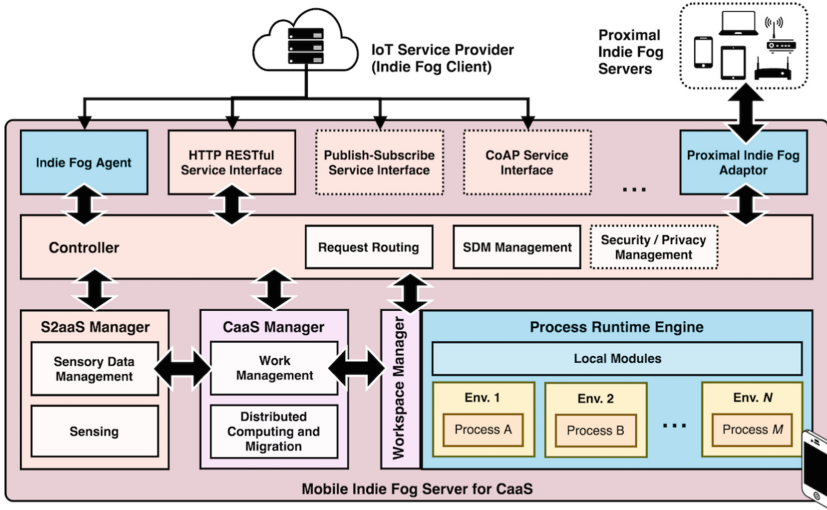 IoT Service Provider
(Indie Fog Client)
Proximal
Indie Fog
Servers
Indie Fog Agent
HTTP RESTful
Service Interface
Publish-Subscribe
Service Interface
CoAP Service
Interface
...
Proximal Indie Fog
Adaptor
Controller
Request Routing
SDM Management
Security / Privacy
Management
S2aaS Manager
Sensory Data
Management
Sensing
CaaS Manager
Work
Management
Distributed
Computing and
Migration
Workspace Manager
Process Runtime Engine
Local Modules
Env. 1
Process A
Env. 2
Process B
...
Env. N
Process M
Mobile Indie Fog Server for CaaS